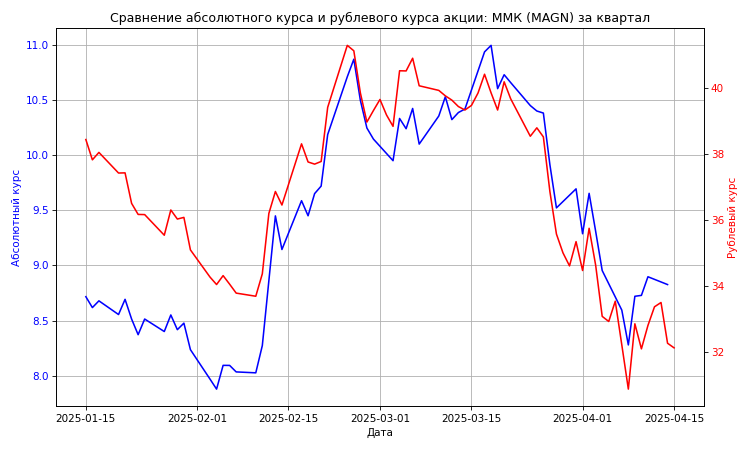 Сравнение абсолютного курса и рублевого курса акции: ММК (MAGN) за квартал
11.0
10.5
10.0
9.5
9.0
8.5
8.0
Абсолютный курс
40
38
36
34
32
Рублевый курс
2025-01-15 2025-02-01 2025-02-15 2025-03-01 2025-03-15 2025-04-01 2025-04-15
Дата